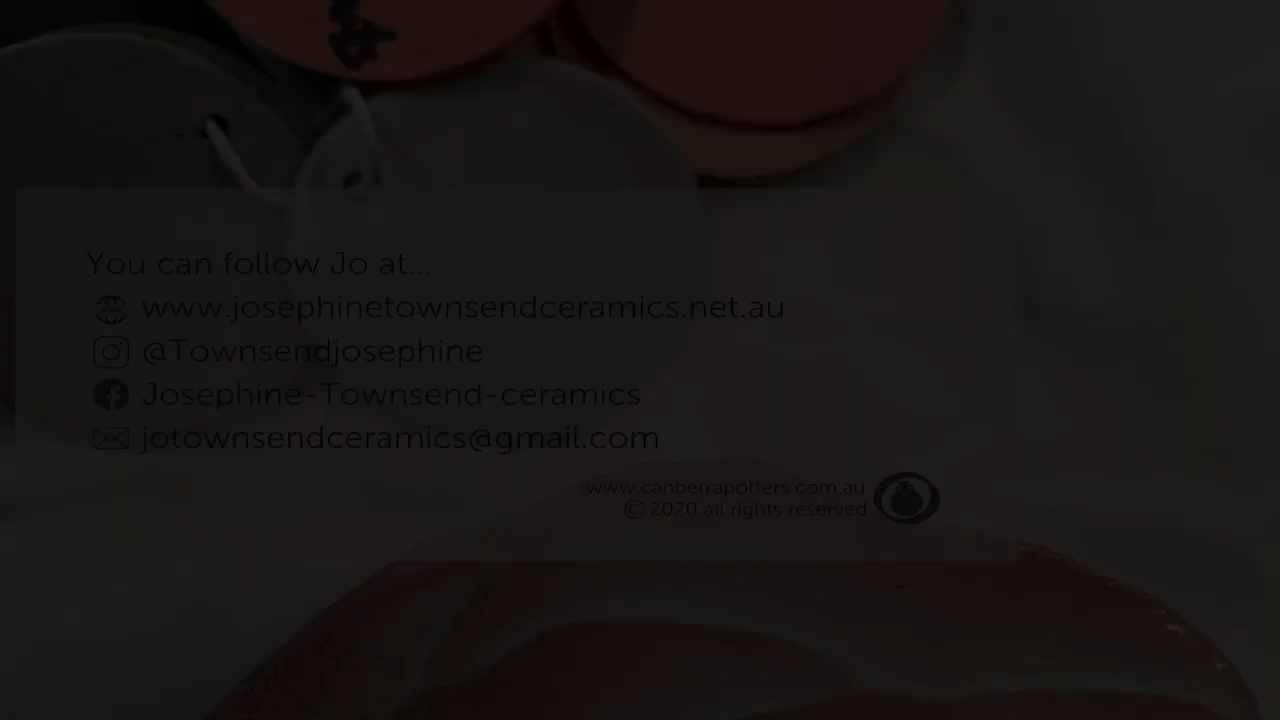 You can follow Jo at...
www.josephinetownsendceramics.net.au
@Townsendjosephine
Josephine-Townsend-ceramics
jotownsendceramics@gmail.com
www.canberrapotters.com.au
©2020 all rights reserved